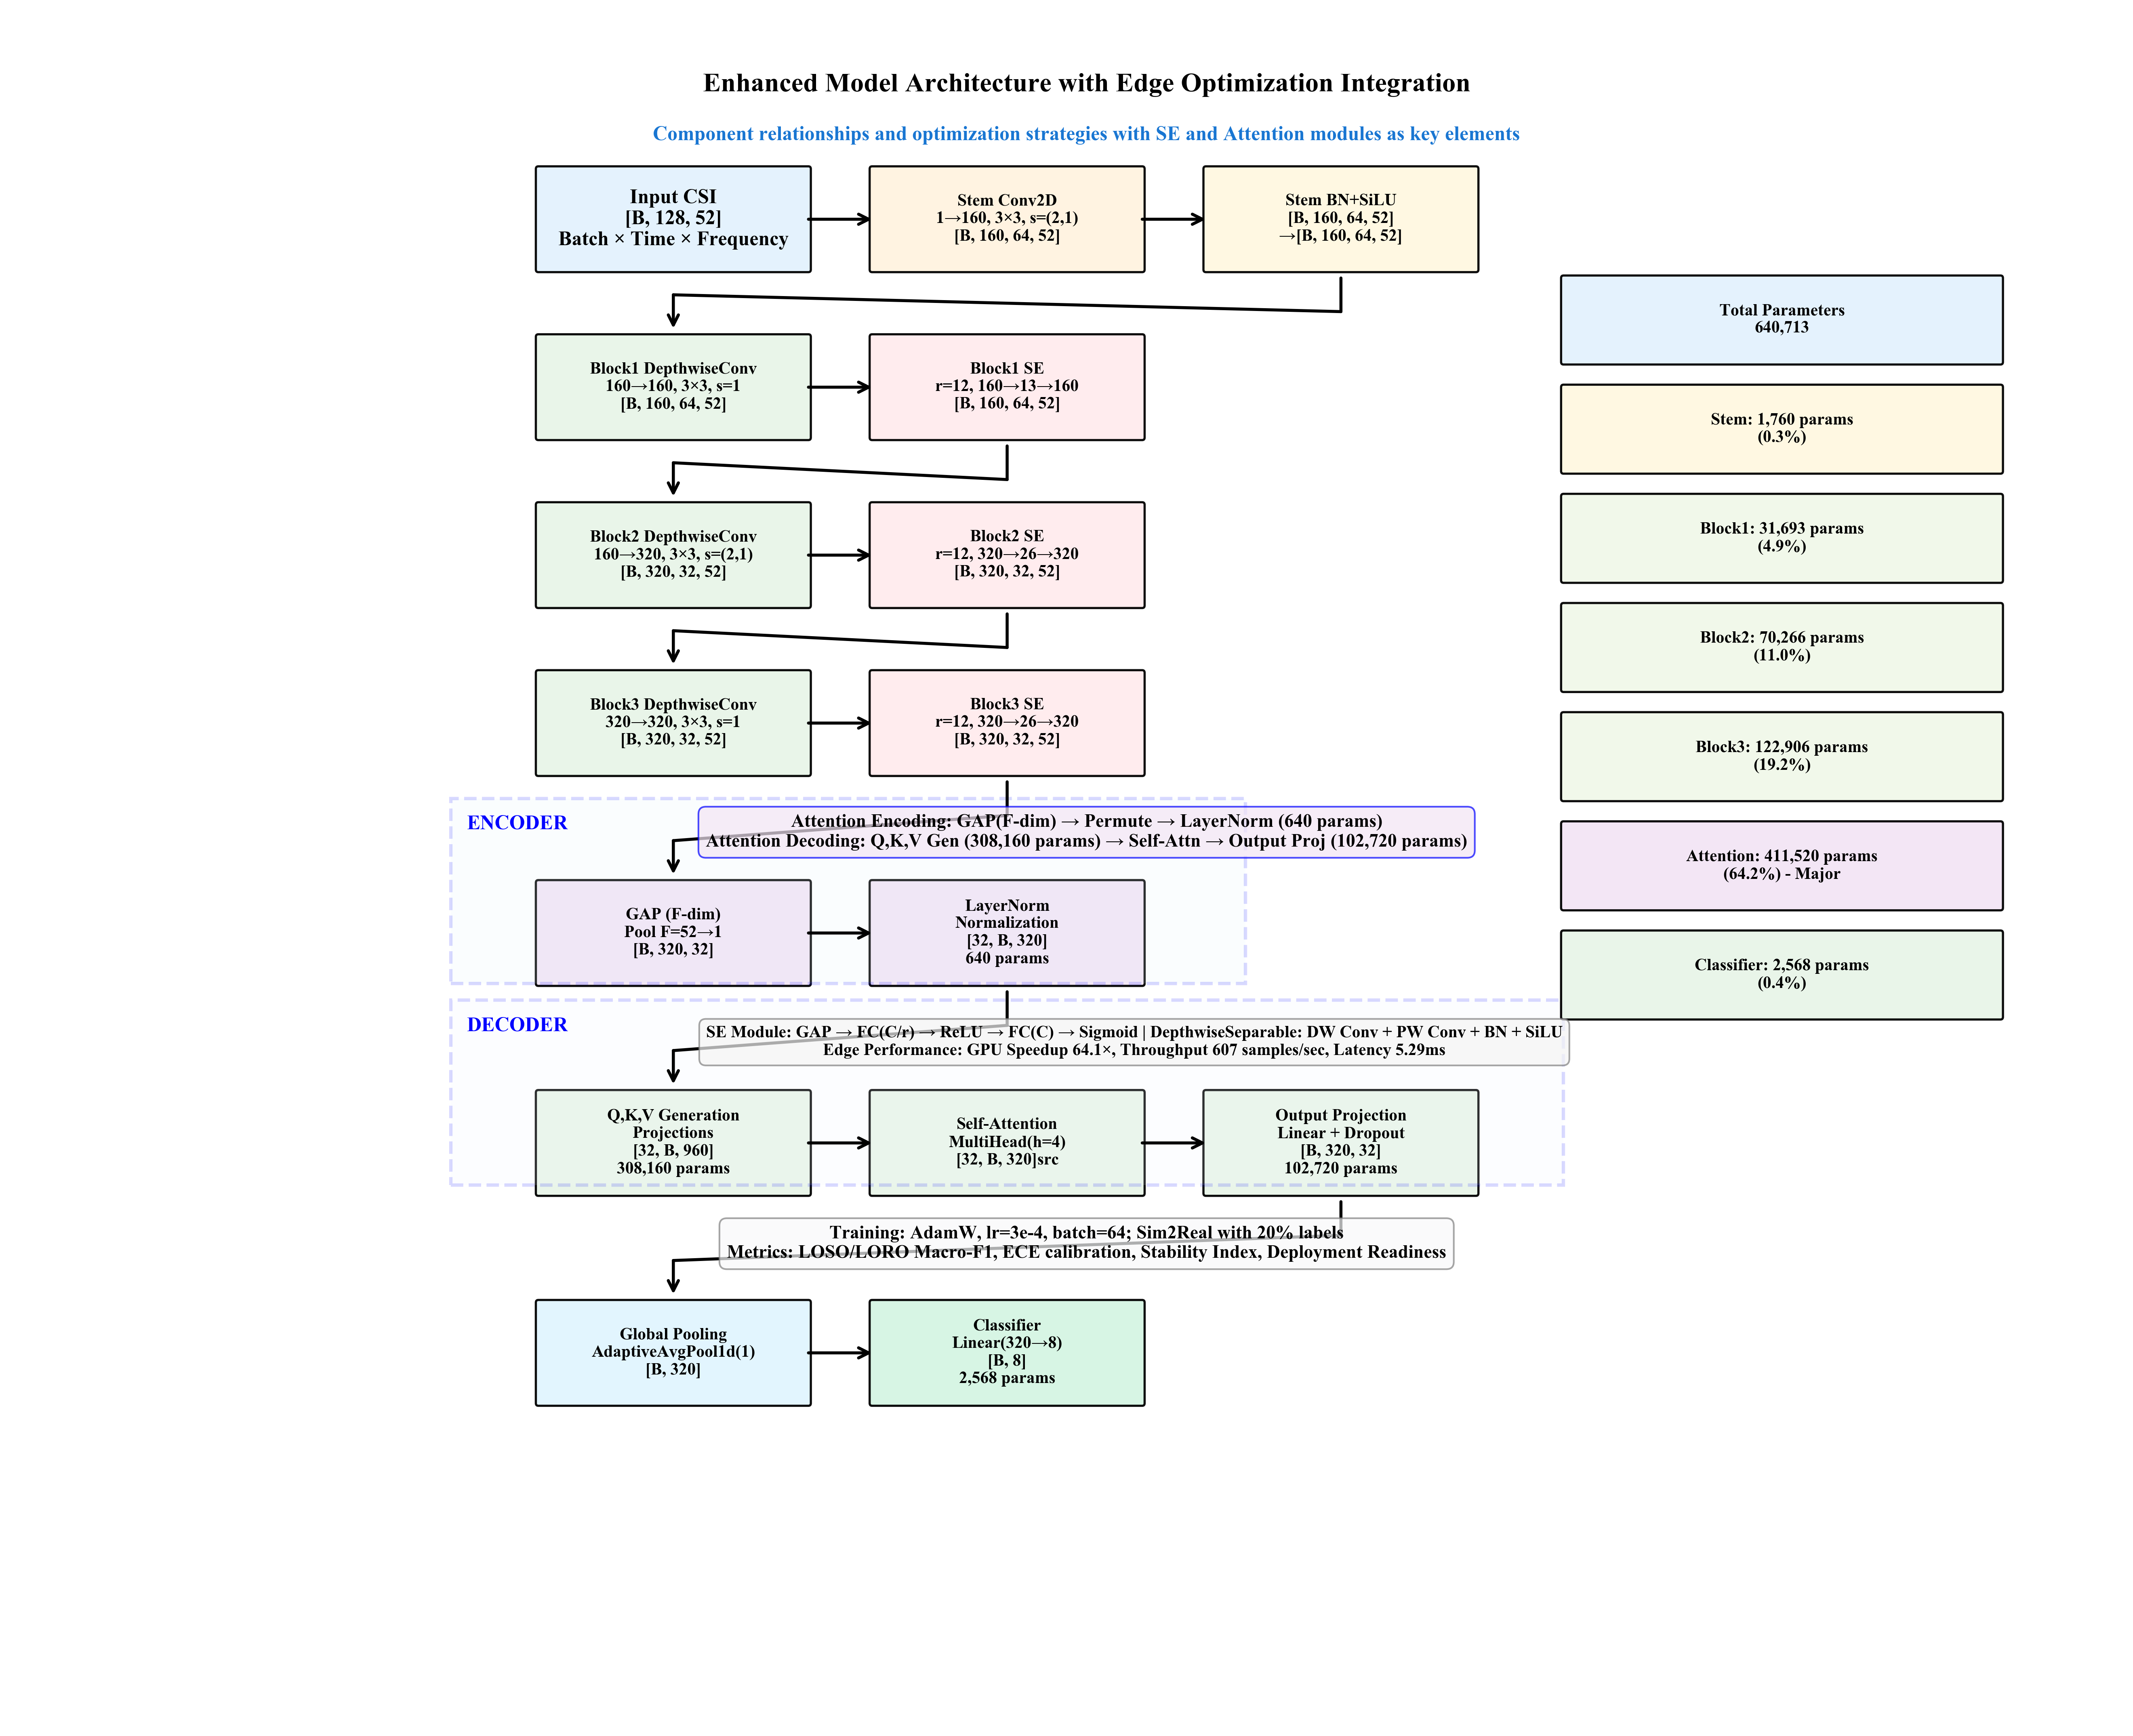 Enhanced Model Architecture with Edge Optimization Integration
Component relationships and optimization strategies with SE and Attention modules as key elements
Input CSI
[B, 128, 52]
Batch × Time × Frequency
Stem Conv2D
1→160, 3×3, s=(2,1)
[B, 160, 64, 52]
Stem BN+SiLU
[B, 160, 64, 52]
→[B, 160, 64, 52]
Block1 DepthwiseConv
160→160, 3×3, s=1
[B, 160, 64, 52]
Block1 SE
r=12, 160→13→160
[B, 160, 64, 52]
Block2 DepthwiseConv
160→320, 3×3, s=(2,1)
[B, 320, 32, 52]
Block2 SE
r=12, 320→26→320
[B, 320, 32, 52]
Block3 DepthwiseConv
320→320, 3×3, s=1
[B, 320, 32, 52]
Block3 SE
r=12, 320→26→320
[B, 320, 32, 52]
ENCODER
Attention Encoding: GAP(F-dim) → Permute → LayerNorm (640 params)
Attention Decoding: Q,K,V Gen (308,160 params) → Self-Attn → Output Proj (102,720 params)
GAP (F-dim)
Pool F=52→1
[B, 320, 32]
LayerNorm
Normalization
[32, B, 320]
640 params
DECODER
SE Module: GAP → FC(C/r) → ReLU → FC(C) → Sigmoid | DepthwiseSeparable: DW Conv + PW Conv + BN + SiLU
Edge Performance: GPU Speedup 64.1×, Throughput 607 samples/sec, Latency 5.29ms
Q,K,V Generation
Projections
[32, B, 960]
308,160 params
Self-Attention
MultiHead(h=4)
[32, B, 320]src
Output Projection
Linear + Dropout
[B, 320, 32]
102,720 params
Training: AdamW, lr=3e-4, batch=64; Sim2Real with 20% labels
Metrics: LOSO/LORO Macro-F1, ECE calibration, Stability Index, Deployment Readiness
Global Pooling
AdaptiveAvgPool1d(1)
[B, 320]
Classifier
Linear(320→8)
[B, 8]
2,568 params
Total Parameters
640,713
Stem: 1,760 params
(0.3%)
Block1: 31,693 params
(4.9%)
Block2: 70,266 params
(11.0%)
Block3: 122,906 params
(19.2%)
Attention: 411,520 params
(64.2%) - Major
Classifier: 2,568 params
(0.4%)